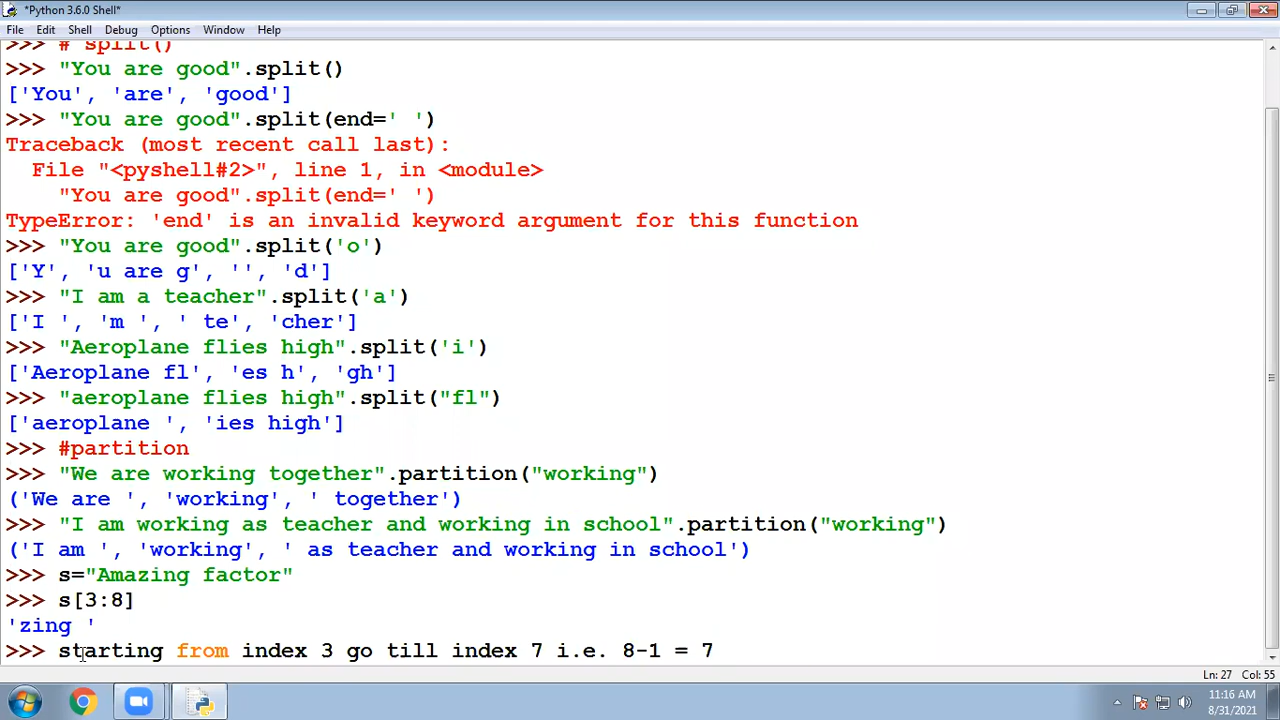 *Python 3.6.0 Shell*
File Edit Shell Debug Options Window Help
>>> # split()
>>> "You are good".split()
['You', 'are', 'good']
>>> "You are good".split(end=' ')
Traceback (most recent call last):
  File "<pyshell#2>", line 1, in <module>
    "You are good".split(end=' ')
TypeError: 'end' is an invalid keyword argument for this function
>>> "You are good".split('o')
['Y', 'u are g', '', 'd']
>>> "I am a teacher".split('a')
['I ', 'm ', ' te', 'cher']
>>> "Aeroplane flies high".split('i')
['Aeroplane fl', 'es h', 'gh']
>>> "aeroplane flies high".split("fl")
['aeroplane ', 'ies high']
>>> #partition
>>> "We are working together".partition("working")
('We are ', 'working', ' together')
>>> "I am working as teacher and working in school".partition("working")
('I am ', 'working', ' as teacher and working in school')
>>> s="Amazing factor"
>>> s[3:8]
'zing '
>>> starting from index 3 go till index 7 i.e. 8-1 = 7
Ln: 27 Col: 55
11:16 AM
8/31/2021